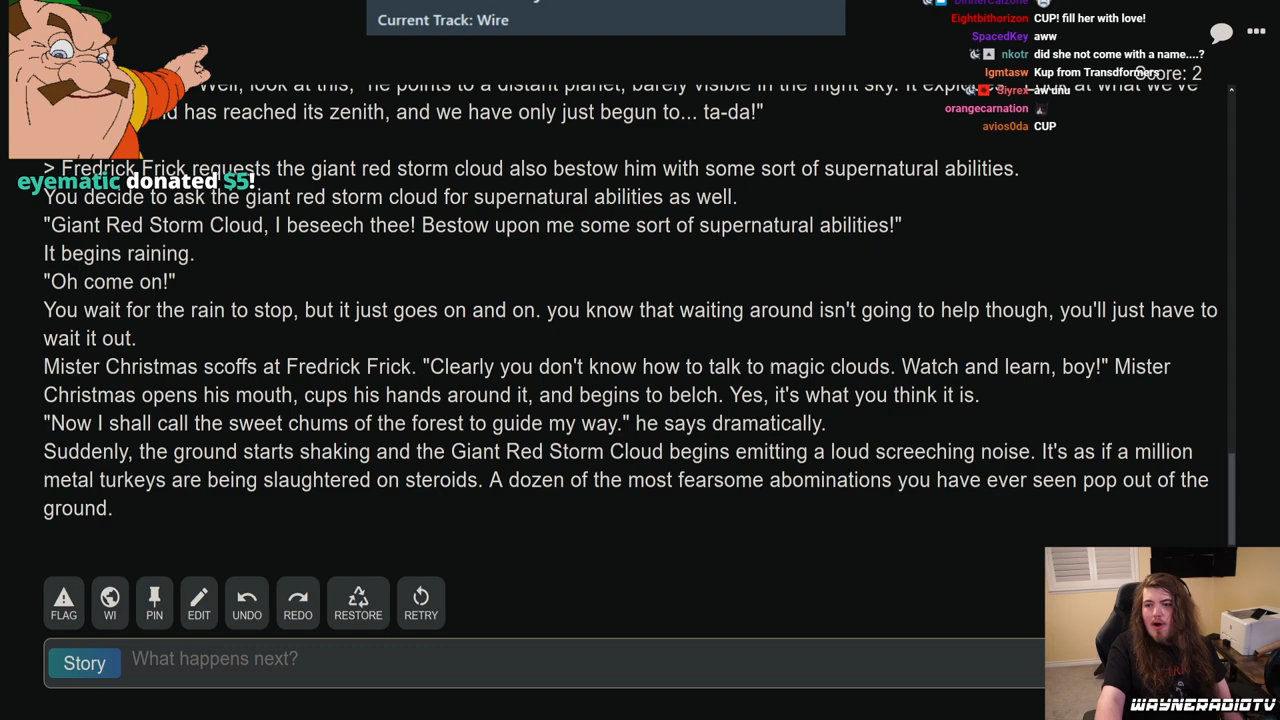 Current Track: Wire
Eightbithorizon CUP! fill her with love!
SpacedKey aww
nkotr did she not come with a name....?
Igmtasw Kup from Transdformers
Score: 2
Siyrex aw unu
orangecarnation
avios0da CUP
look at this," he points to a distant planet, barely visible in the night sky. It
at what we've
has reached its zenith, and we have only just begun to... ta-da!"
> Fredrick Frick requests the giant red storm cloud also bestow him with some sort of supernatural abilities.
eyematic donated $5!
You decide to ask the giant red storm cloud for supernatural abilities as well.
"Giant Red Storm Cloud, I beseech thee! Bestow upon me some sort of supernatural abilities!"
It begins raining.
"Oh come on!"
You wait for the rain to stop, but it just goes on and on. you know that waiting around isn't going to help though, you'll just have to
wait it out.
Mister Christmas scoffs at Fredrick Frick. "Clearly you don't know how to talk to magic clouds. Watch and learn, boy!" Mister
Christmas opens his mouth, cups his hands around it, and begins to belch. Yes, it's what you think it is.
"Now I shall call the sweet chums of the forest to guide my way." he says dramatically.
Suddenly, the ground starts shaking and the Giant Red Storm Cloud begins emitting a loud screeching noise. It's as if a million
metal turkeys are being slaughtered on steroids. A dozen of the most fearsome abominations you have ever seen pop out of the
ground.
FLAG WI PIN EDIT UNDO REDO RESTORE RETRY
Story What happens next?
WAYNERADIOTV